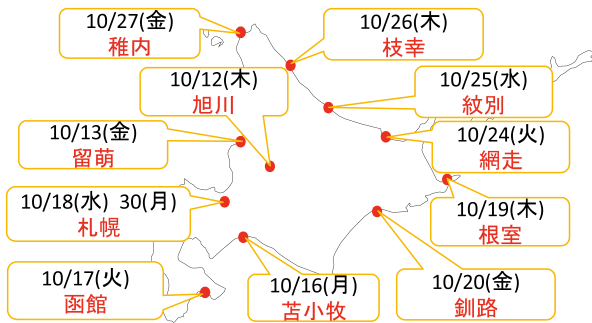 10/27(金)
稚内
10/26(木)
枝幸
10/12(木)
旭川
10/25(水)
紋別
10/13(金)
留萌
10/24(火)
網走
10/18(水) 30(月)
札幌
10/19(木)
根室
10/17(火)
函館
10/16(月)
苫小牧
10/20(金)
釧路